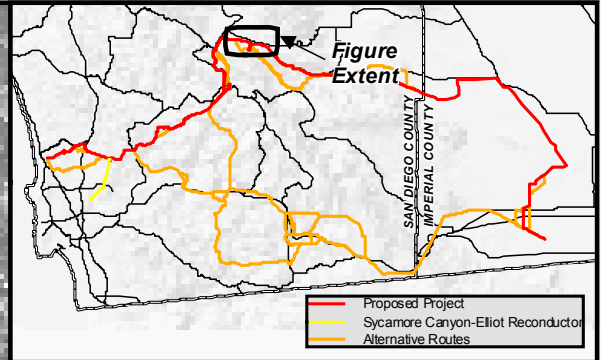 Figure
Extent
SAN DIEGO COUNTY
IMPERIAL COUNTY
Proposed Project
Sycamore Canyon-Elliot Reconductor
Alternative Routes